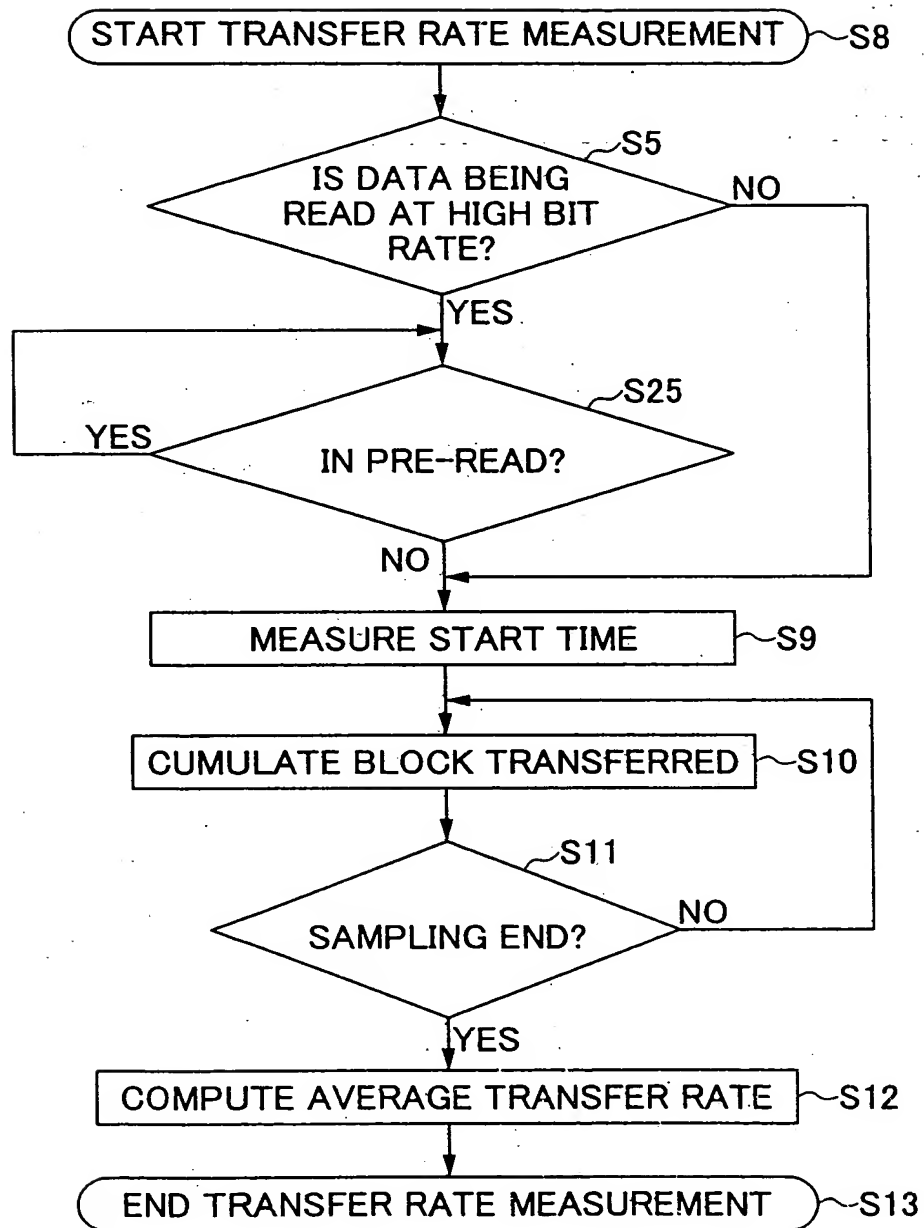 START TRANSFER RATE MEASUREMENT S8
S5
IS DATA BEING
READ AT HIGH BIT
RATE?
NO
YES
S25
YES
IN PRE-READ?
NO
MEASURE START TIME S9
CUMULATE BLOCK TRANSFERRED S10
S11
SAMPLING END?
NO
YES
COMPUTE AVERAGE TRANSFER RATE S12
END TRANSFER RATE MEASUREMENT S13